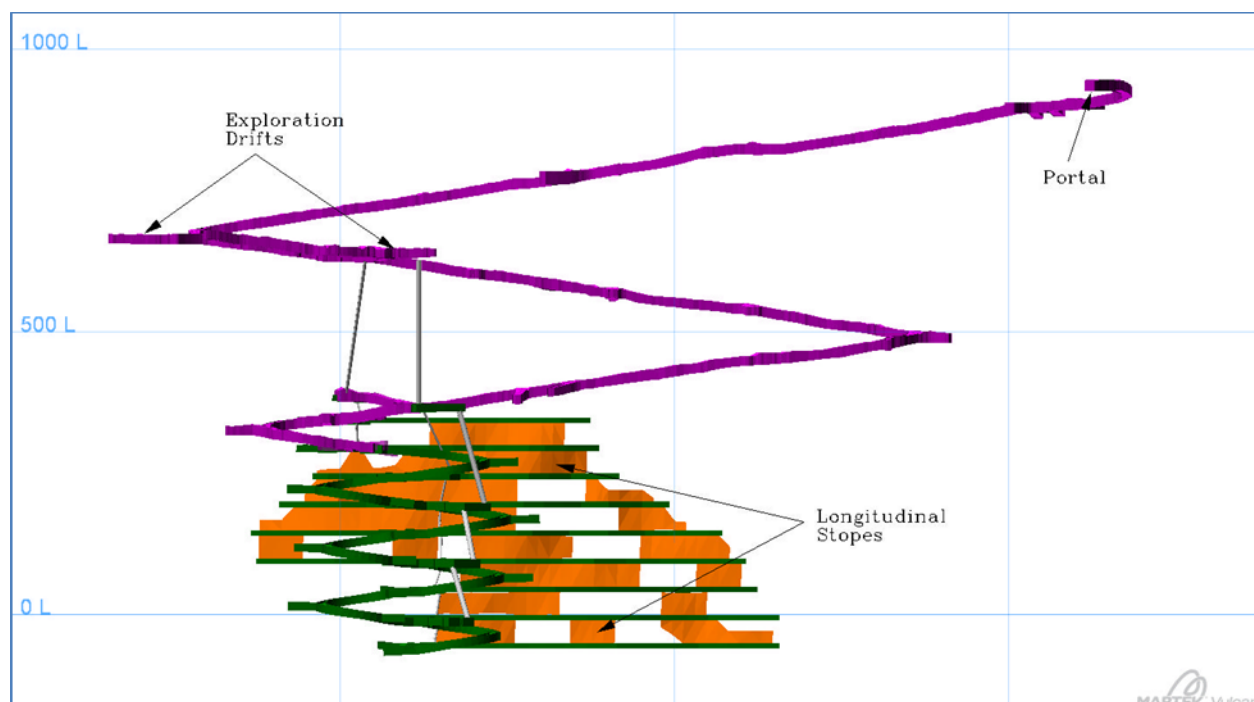 1000 L
Exploration
Drifts
Portal
500 L
Longitudinal
Stopes
0 L